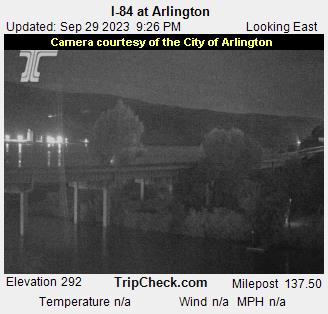 I-84 at Arlington
Updated: Sep 29 2023 9:26 PM Looking East
Camera courtesy of the City of Arlington
Elevation 292 TripCheck.com Milepost 137.50
Temperature n/a Wind n/a MPH n/a